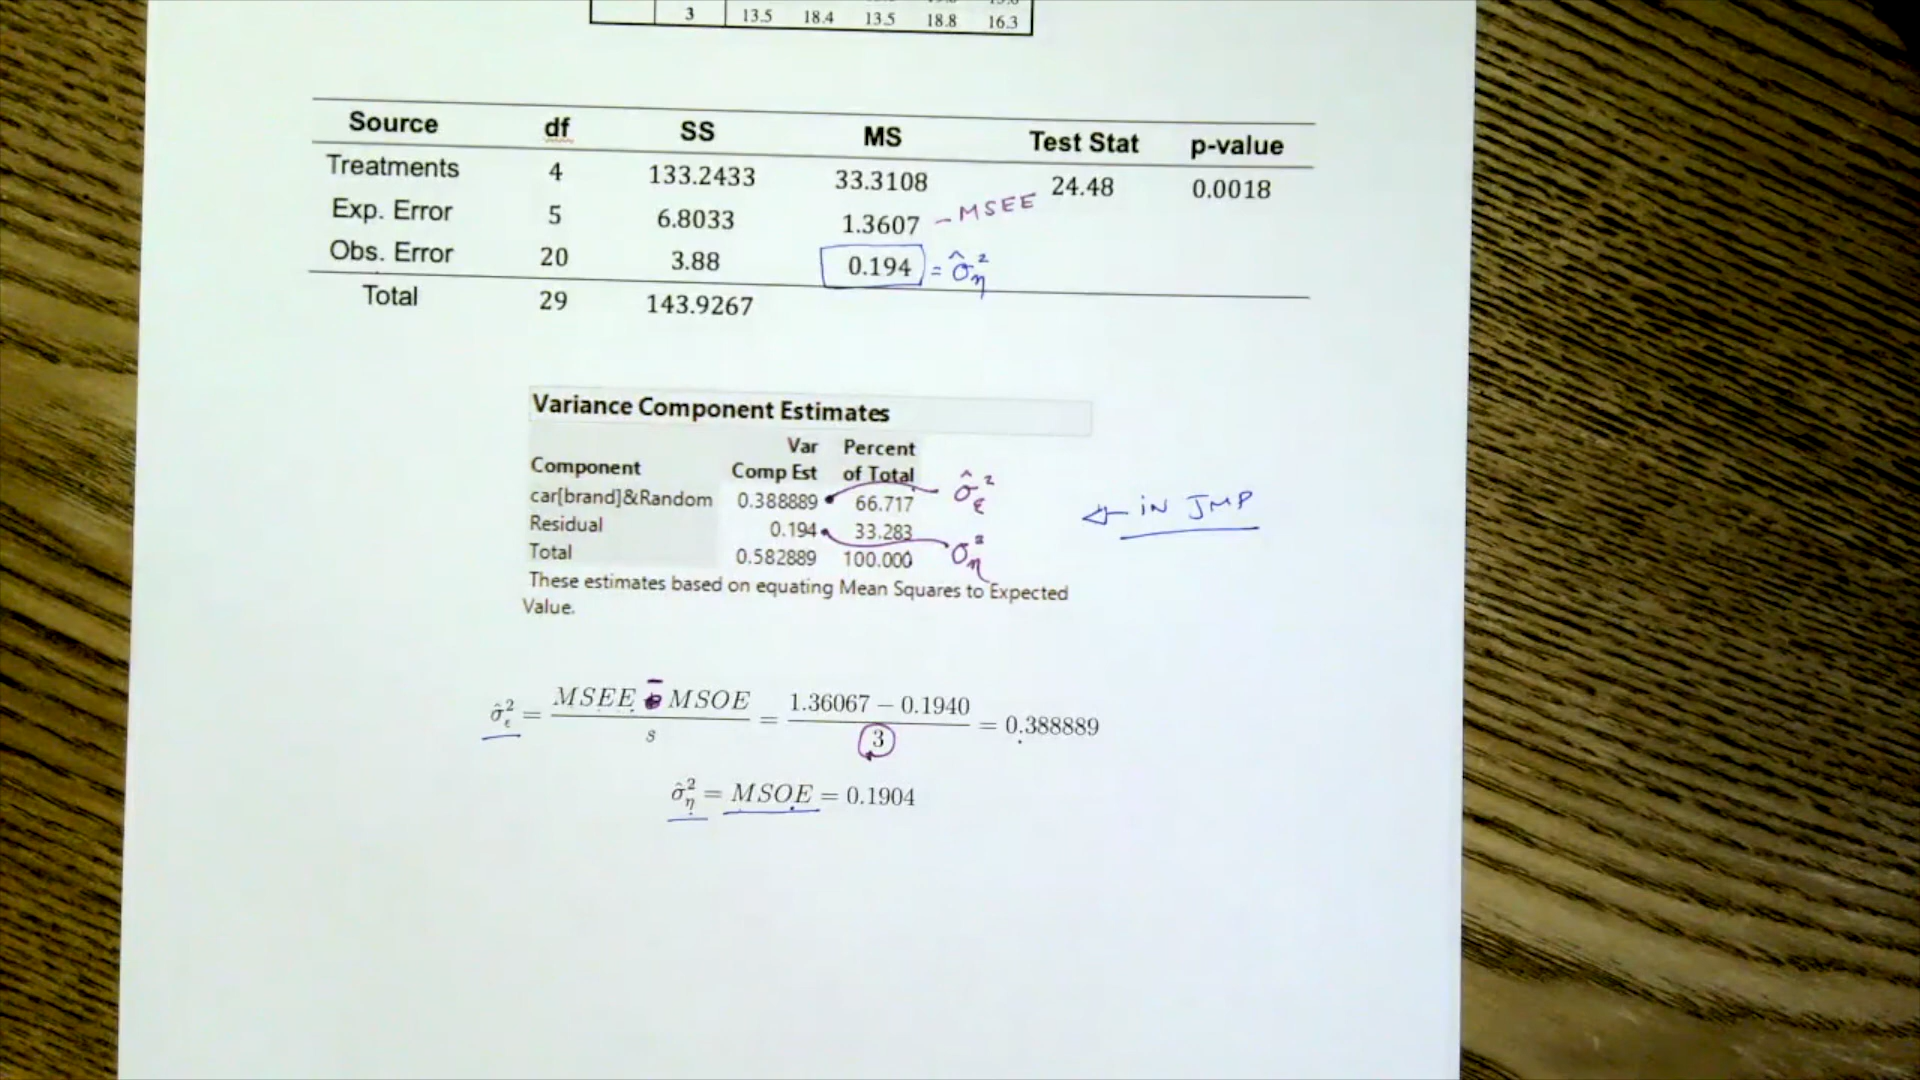 3 13.5 18.4 13.5 18.8 16.3
Source df SS MS Test Stat p-value
Treatments 4 133.2433 33.3108 24.48 0.0018
Exp. Error 5 6.8033 1.3607 – MSEE
Obs. Error 20 3.88 0.194 = σ̂²η
Total 29 143.9267
Variance Component Estimates
Var Percent
Component Comp Est of Total
car[brand]&Random 0.388889 66.717 σ̂²ε
← IN JMP
Residual 0.194 33.283
Total 0.582889 100.000 σ²η
These estimates based on equating Mean Squares to Expected
Value.
σ̂²ε = (MSEE − MSOE)/s = (1.36067 − 0.1940)/3 = 0.388889
σ̂²η = MSOE = 0.1904